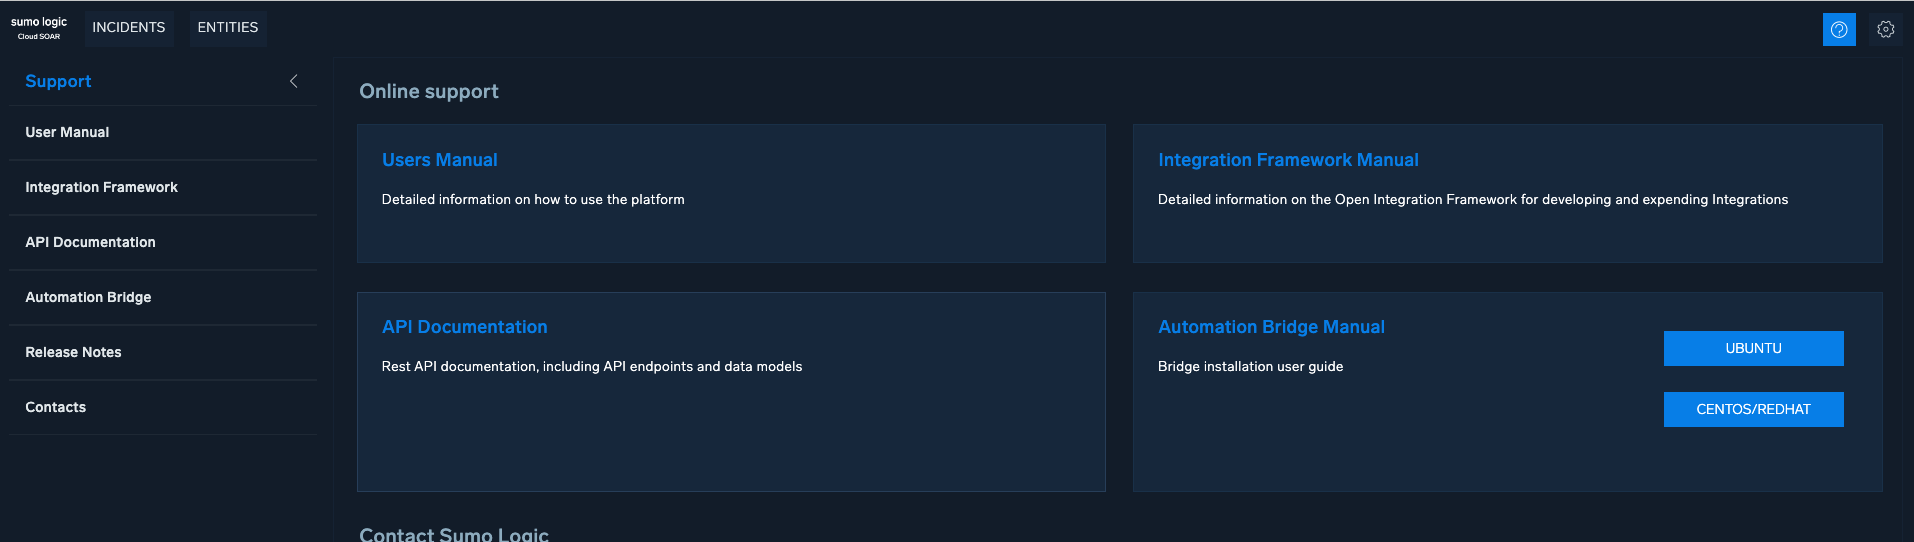 sumo logic
Cloud SOAR
INCIDENTS
ENTITIES
Support
User Manual
Integration Framework
API Documentation
Automation Bridge
Release Notes
Contacts
Online support
Users Manual
Detailed information on how to use the platform
Integration Framework Manual
Detailed information on the Open Integration Framework for developing and expending Integrations
API Documentation
Rest API documentation, including API endpoints and data models
Automation Bridge Manual
Bridge installation user guide
UBUNTU
CENTOS/REDHAT
Contact Sumo Logic